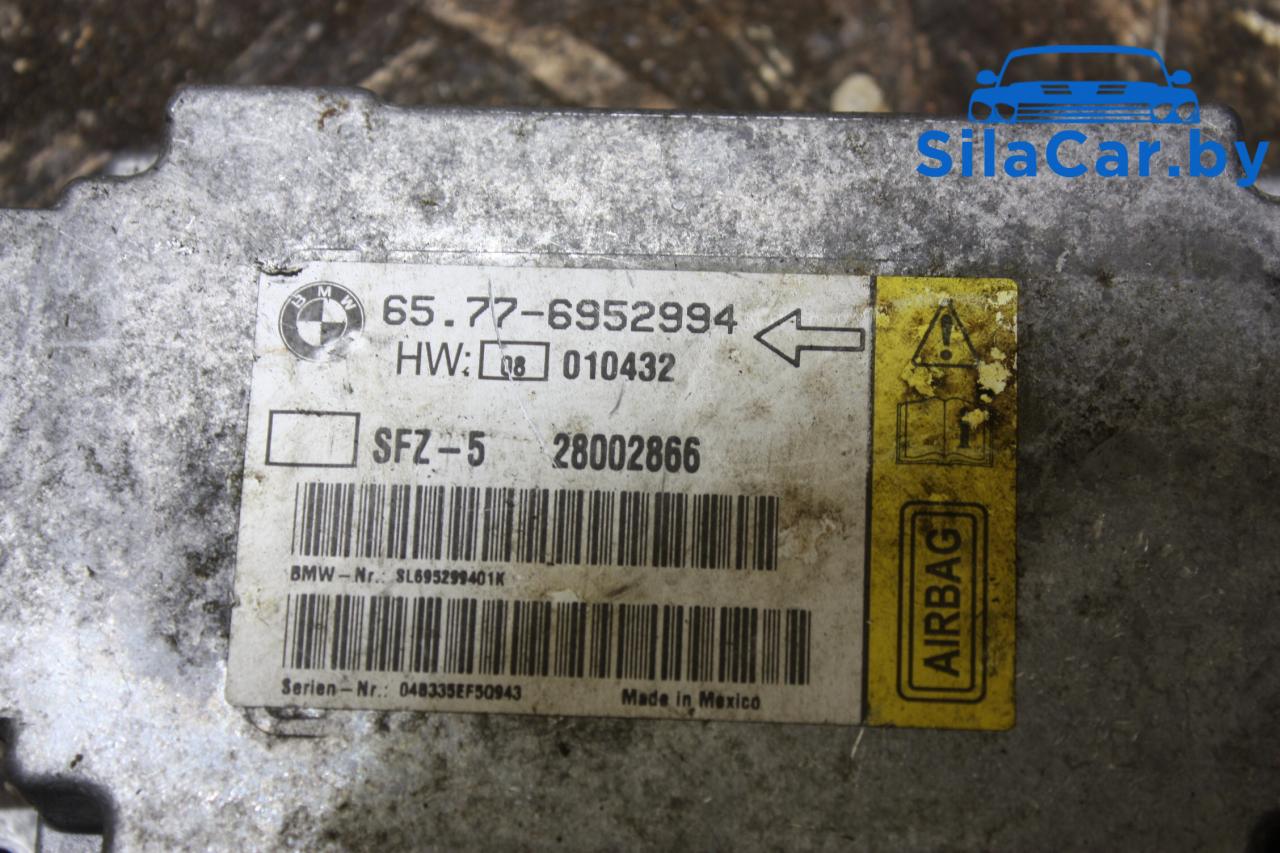 SilaCar.by
BMW
65.77-6952994
HW: 08 010432
SFZ-5 28002866
BMW-Nr.: SL695299401K
Serien-Nr.: 04B335EF50943
Made in Mexico
AIRBAG